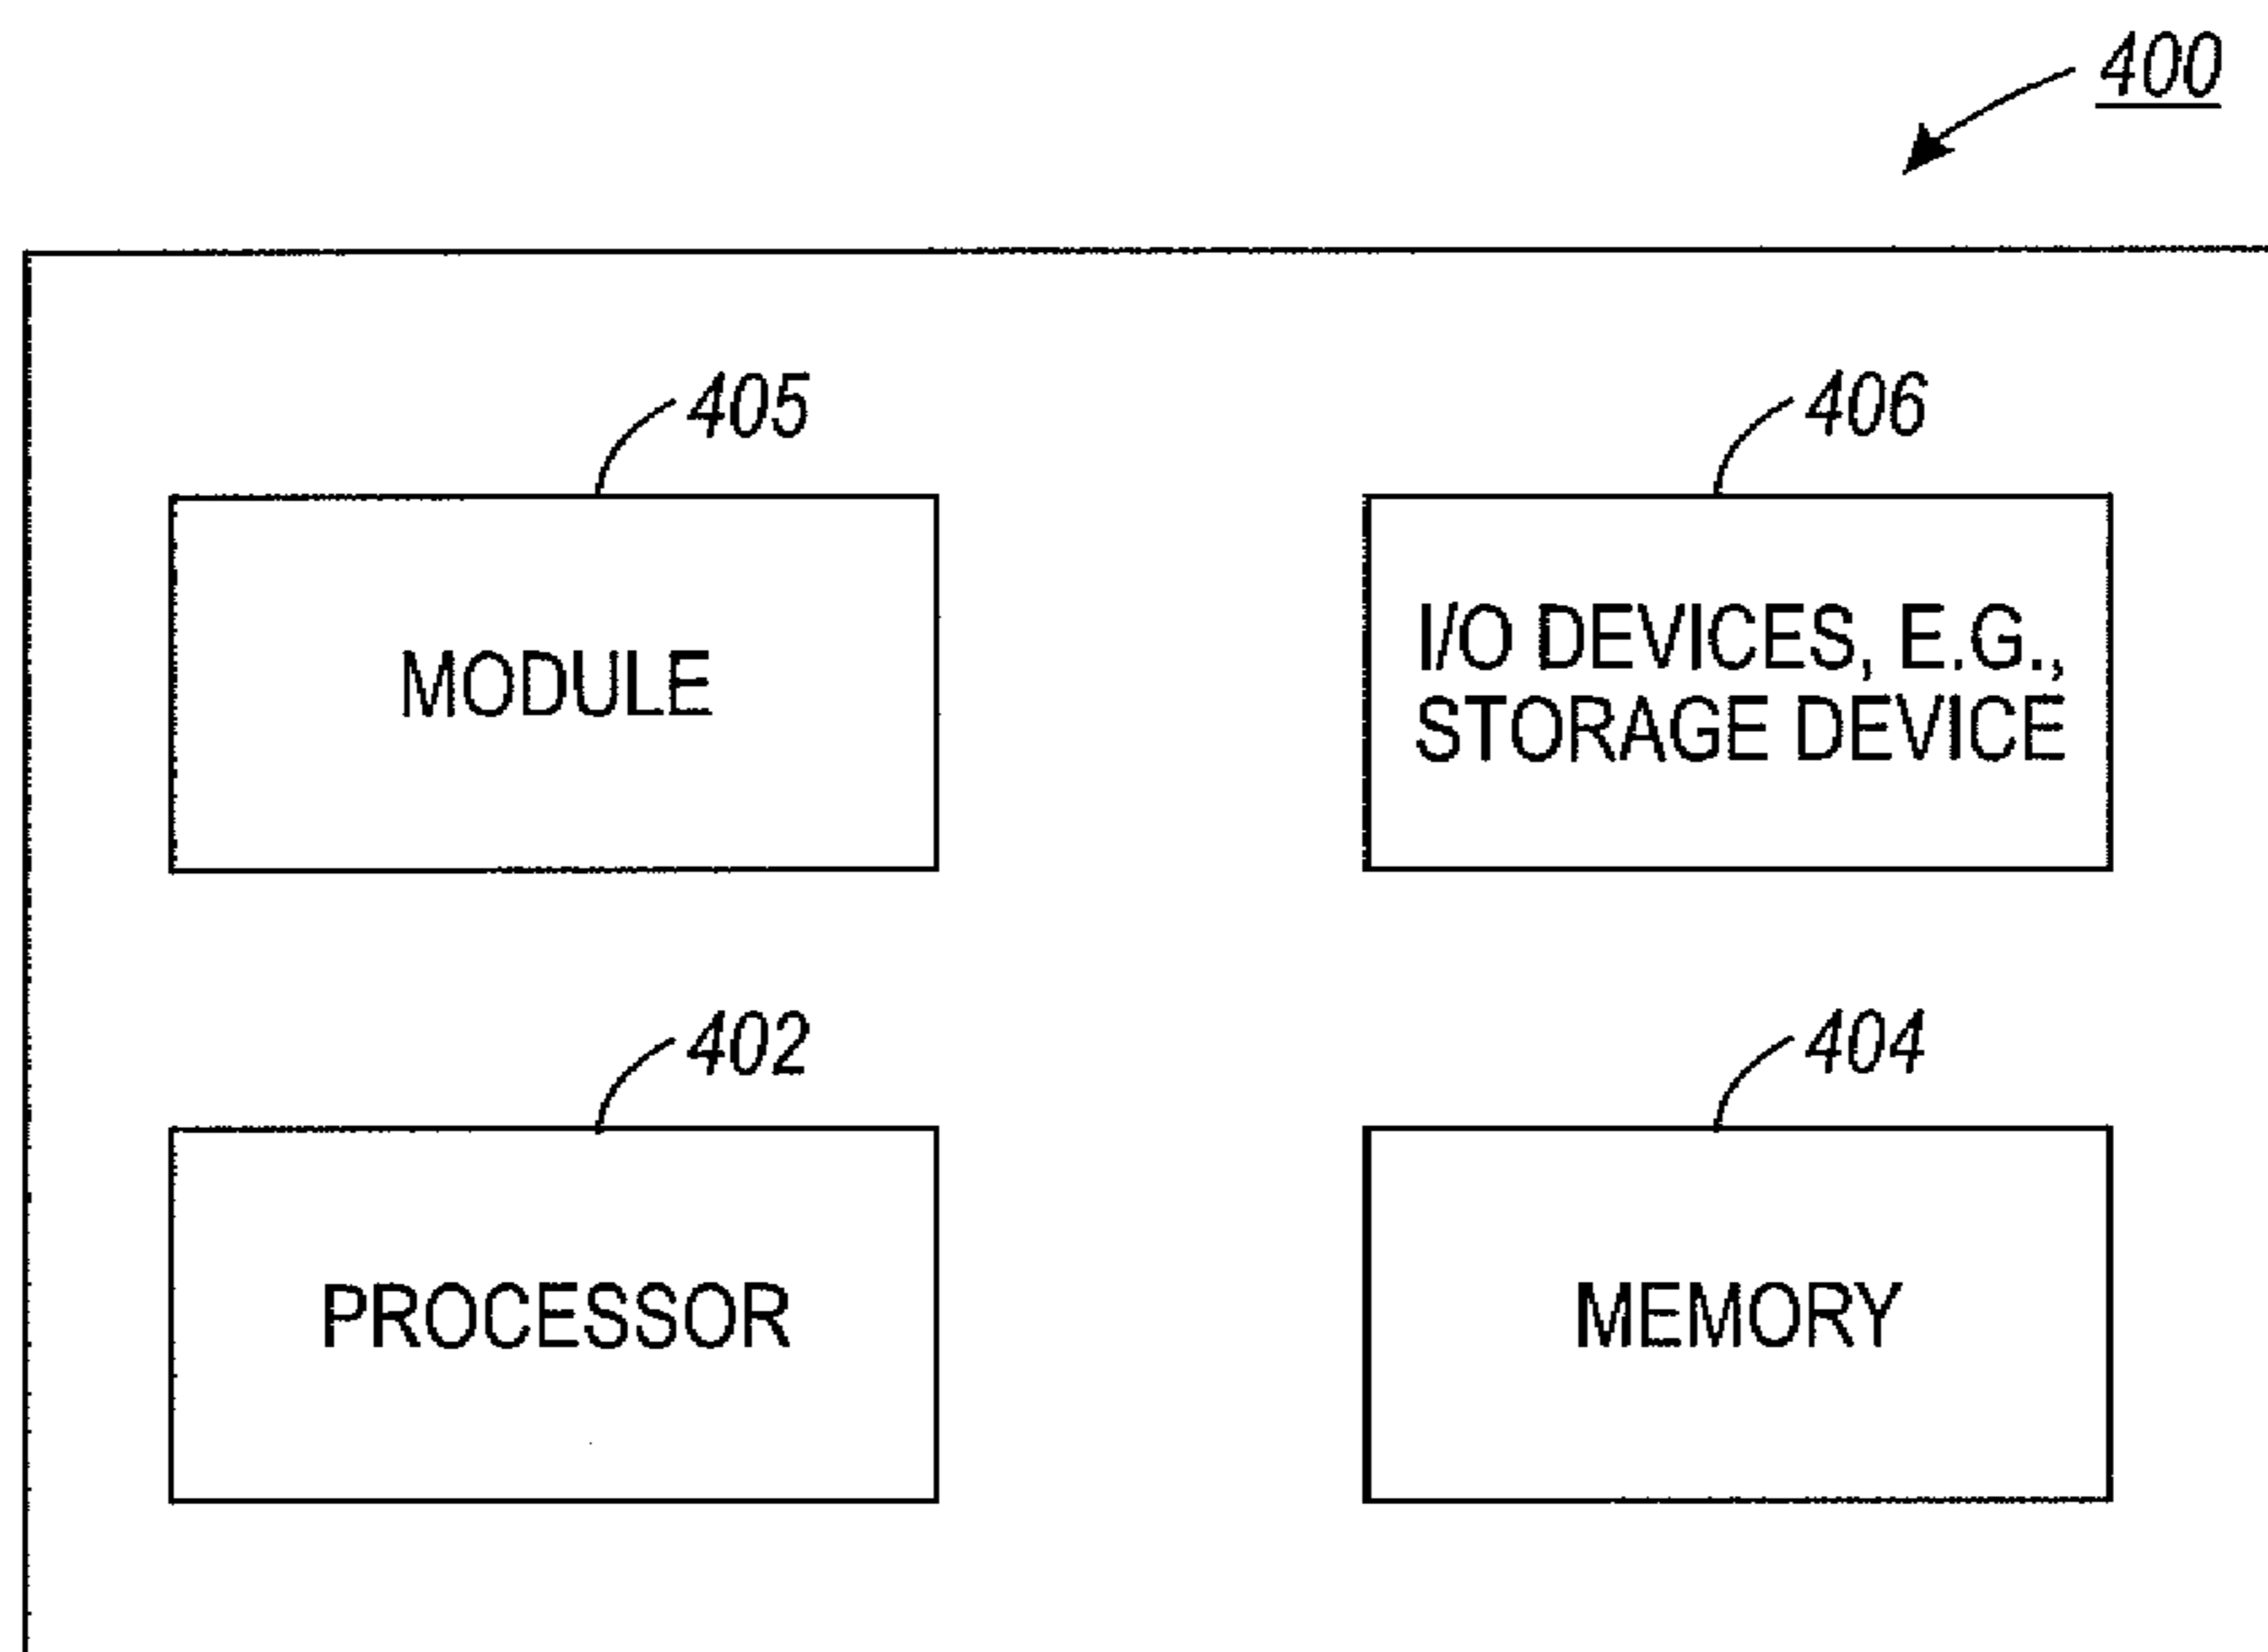 400
405
406
MODULE
I/O DEVICES, E.G.,
STORAGE DEVICE
402
404
PROCESSOR
MEMORY